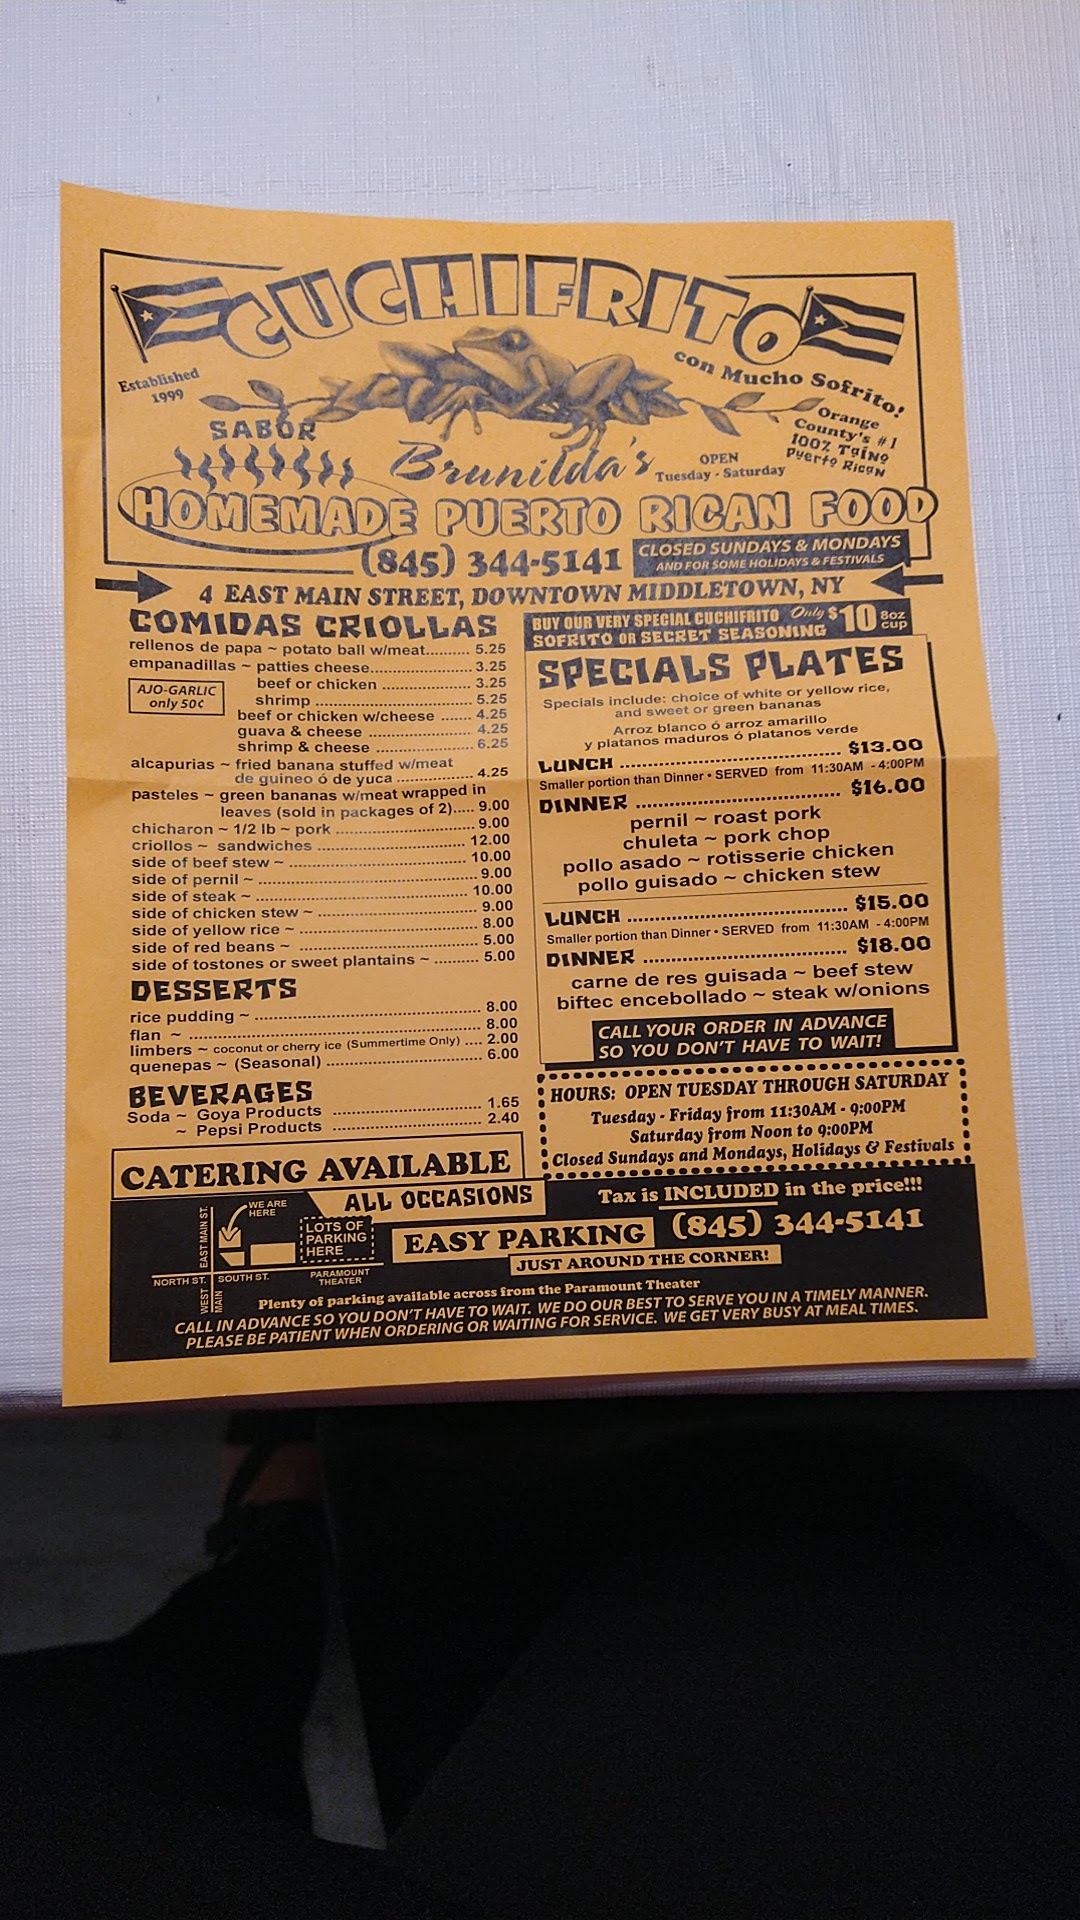 CUCHIFRITO
con Mucho Sofrito!
Established
1999
Orange
County's #1
100% Taíno
Puerto Rican
SABOR
Brunilda's
OPEN
Tuesday - Saturday
HOMEMADE PUERTO RICAN FOOD
(845) 344-5141
CLOSED SUNDAYS & MONDAYS
AND FOR SOME HOLIDAYS & FESTIVALS
4 EAST MAIN STREET, DOWNTOWN MIDDLETOWN, NY
COMIDAS CRIOLLAS
rellenos de papa ~ potato ball w/meat......... 5.25
empanadillas ~ patties cheese....................... 3.25
beef or chicken .................... 3.25
shrimp .................................. 5.25
AJO-GARLIC
only 50¢
beef or chicken w/cheese ....... 4.25
guava & cheese ....................... 4.25
shrimp & cheese ........................ 6.25
alcapurias ~ fried banana stuffed w/meat
de guineo ó de yuca .................. 4.25
pasteles ~ green bananas w/meat wrapped in
leaves (sold in packages of 2)..... 9.00
chicharon ~ 1/2 lb ~ pork ............................... 9.00
criollos ~ sandwiches ................................. 12.00
side of beef stew ~ ....................................... 10.00
side of pernil ~ ................................................ 9.00
side of steak ~ ................................................ 10.00
side of chicken stew ~ .................................... 9.00
side of yellow rice ~ ........................................ 8.00
side of red beans ~ ........................................ 5.00
side of tostones or sweet plantains ~ .......... 5.00
DESSERTS
rice pudding ~ .................................................. 8.00
flan ~ ............................................................... 8.00
limbers ~ coconut or cherry ice (Summertime Only) .... 2.00
quenepas ~ (Seasonal) .................................. 6.00
BEVERAGES
Soda ~ Goya Products ................................ 1.65
~ Pepsi Products ................................ 2.40
BUY OUR VERY SPECIAL CUCHIFRITO
SOFRITO OR SECRET SEASONING
Only $10 8oz cup
SPECIALS PLATES
Specials include: choice of white or yellow rice,
and sweet or green bananas
Arroz blanco ó arroz amarillo
y platanos maduros ó platanos verde
LUNCH ........................................ $13.00
Smaller portion than Dinner • SERVED from 11:30AM - 4:00PM
DINNER ...................................... $16.00
pernil ~ roast pork
chuleta ~ pork chop
pollo asado ~ rotisserie chicken
pollo guisado ~ chicken stew
LUNCH ........................................ $15.00
Smaller portion than Dinner • SERVED from 11:30AM - 4:00PM
DINNER ...................................... $18.00
carne de res guisada ~ beef stew
biftec encebollado ~ steak w/onions
CALL YOUR ORDER IN ADVANCE
SO YOU DON'T HAVE TO WAIT!
HOURS: OPEN TUESDAY THROUGH SATURDAY
Tuesday - Friday from 11:30AM - 9:00PM
Saturday from Noon to 9:00PM
Closed Sundays and Mondays, Holidays & Festivals
CATERING AVAILABLE
ALL OCCASIONS
Tax is INCLUDED in the price!!!
(845) 344-5141
EASY PARKING
JUST AROUND THE CORNER!
WE ARE
HERE
EAST MAIN ST.
LOTS OF
PARKING
HERE
NORTH ST.
SOUTH ST.
PARAMOUNT
THEATER
WEST
MAIN
Plenty of parking available across from the Paramount Theater
CALL IN ADVANCE SO YOU DON'T HAVE TO WAIT. WE DO OUR BEST TO SERVE YOU IN A TIMELY MANNER.
PLEASE BE PATIENT WHEN ORDERING OR WAITING FOR SERVICE. WE GET VERY BUSY AT MEAL TIMES.